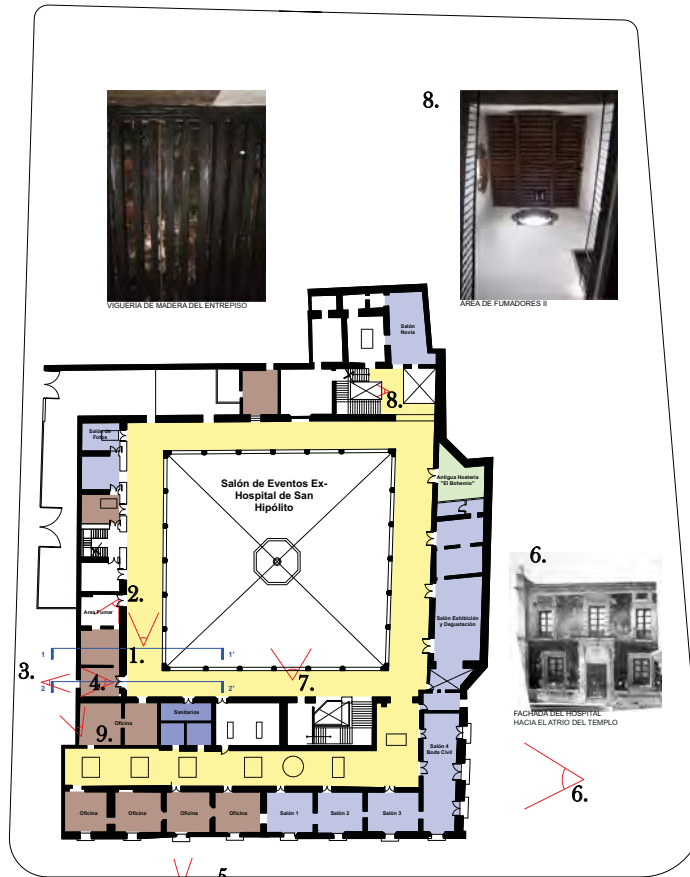 8.
VIGUERIA DE MADERA DEL ENTREPISO
AREA DE FUMADORES II
Salón
Novia
8.
Salón de
Fotos
Salón de Eventos Ex-
Hospital de San
Hipólito
Antigua Hosteria
"El Bohemio"
6.
2.
Area Fumar
Salón Exhibición
y Degustación
1
1.
1'
3.
2
4.
2'
7.
FACHADA DEL HOSPITAL
HACIA EL ATRIO DEL TEMPLO
9.
Oficina
Sanitarios
Salón 4
Boda Civil
6.
Oficina
Oficina
Oficina
Oficina
Salón 1
Salón 2
Salón 3
5.